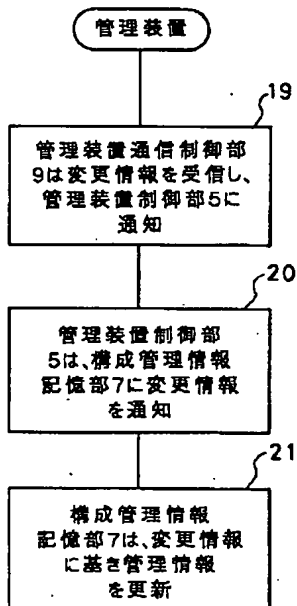 管理装置
19
管理装置通信制御部
9は変更情報を受信し、
管理装置制御部5に
通知
20
管理装置制御部
5は、構成管理情報
記憶部7に変更情報
を通知
21
構成管理情報
記憶部7は、変更情報
に基き管理情報
を更新